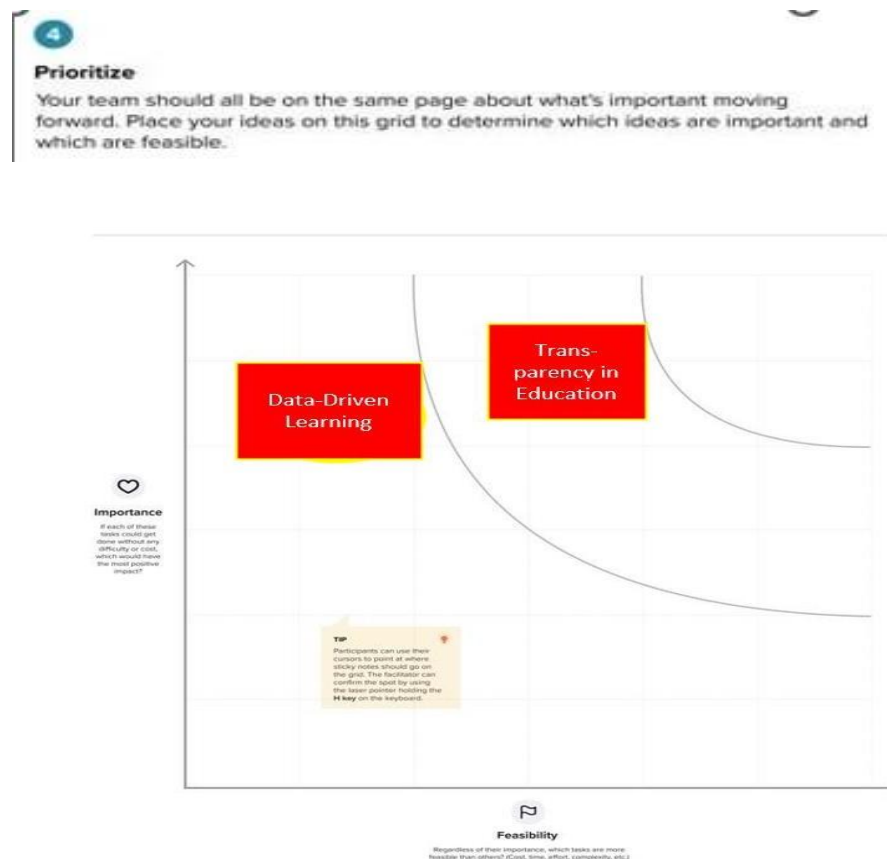 4
Prioritize
Your team should all be on the same page about what's important moving
forward. Place your ideas on this grid to determine which ideas are important and
which are feasible.
Trans-
parency in
Education
Data-Driven
Learning
Importance
If each of these
tasks could get
done without any
difficulty or cost,
which would have
the most positive
impact?
TIP
Participants can use their
cursors to point at where
sticky notes should go on
the grid. The facilitator can
confirm the spot by using
the laser pointer holding the
H key on the keyboard.
Feasibility
Regardless of their importance, which tasks are more
feasible than others? (Cost, time, effort, complexity, etc.)